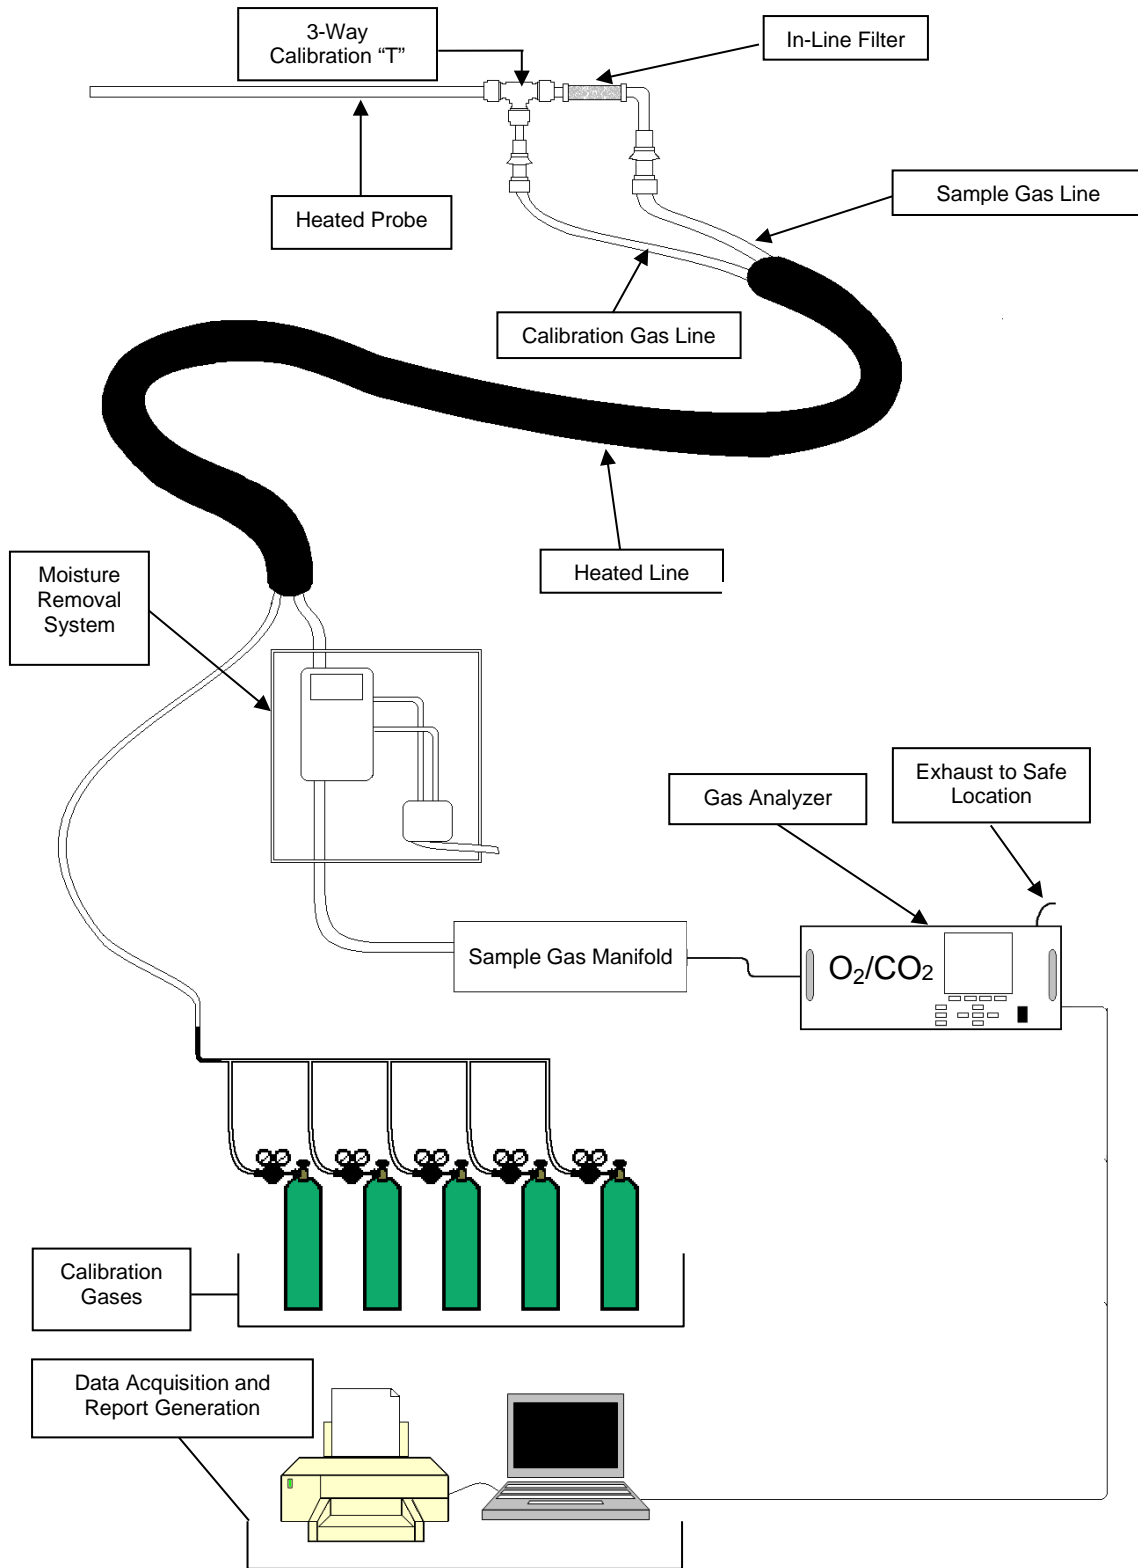 3-Way
Calibration “T”
In-Line Filter
Heated Probe
Sample Gas Line
Calibration Gas Line
Heated Line
Moisture
Removal
System
Gas Analyzer
Exhaust to Safe
Location
Sample Gas Manifold
O₂/CO₂
Calibration
Gases
Data Acquisition and
Report Generation